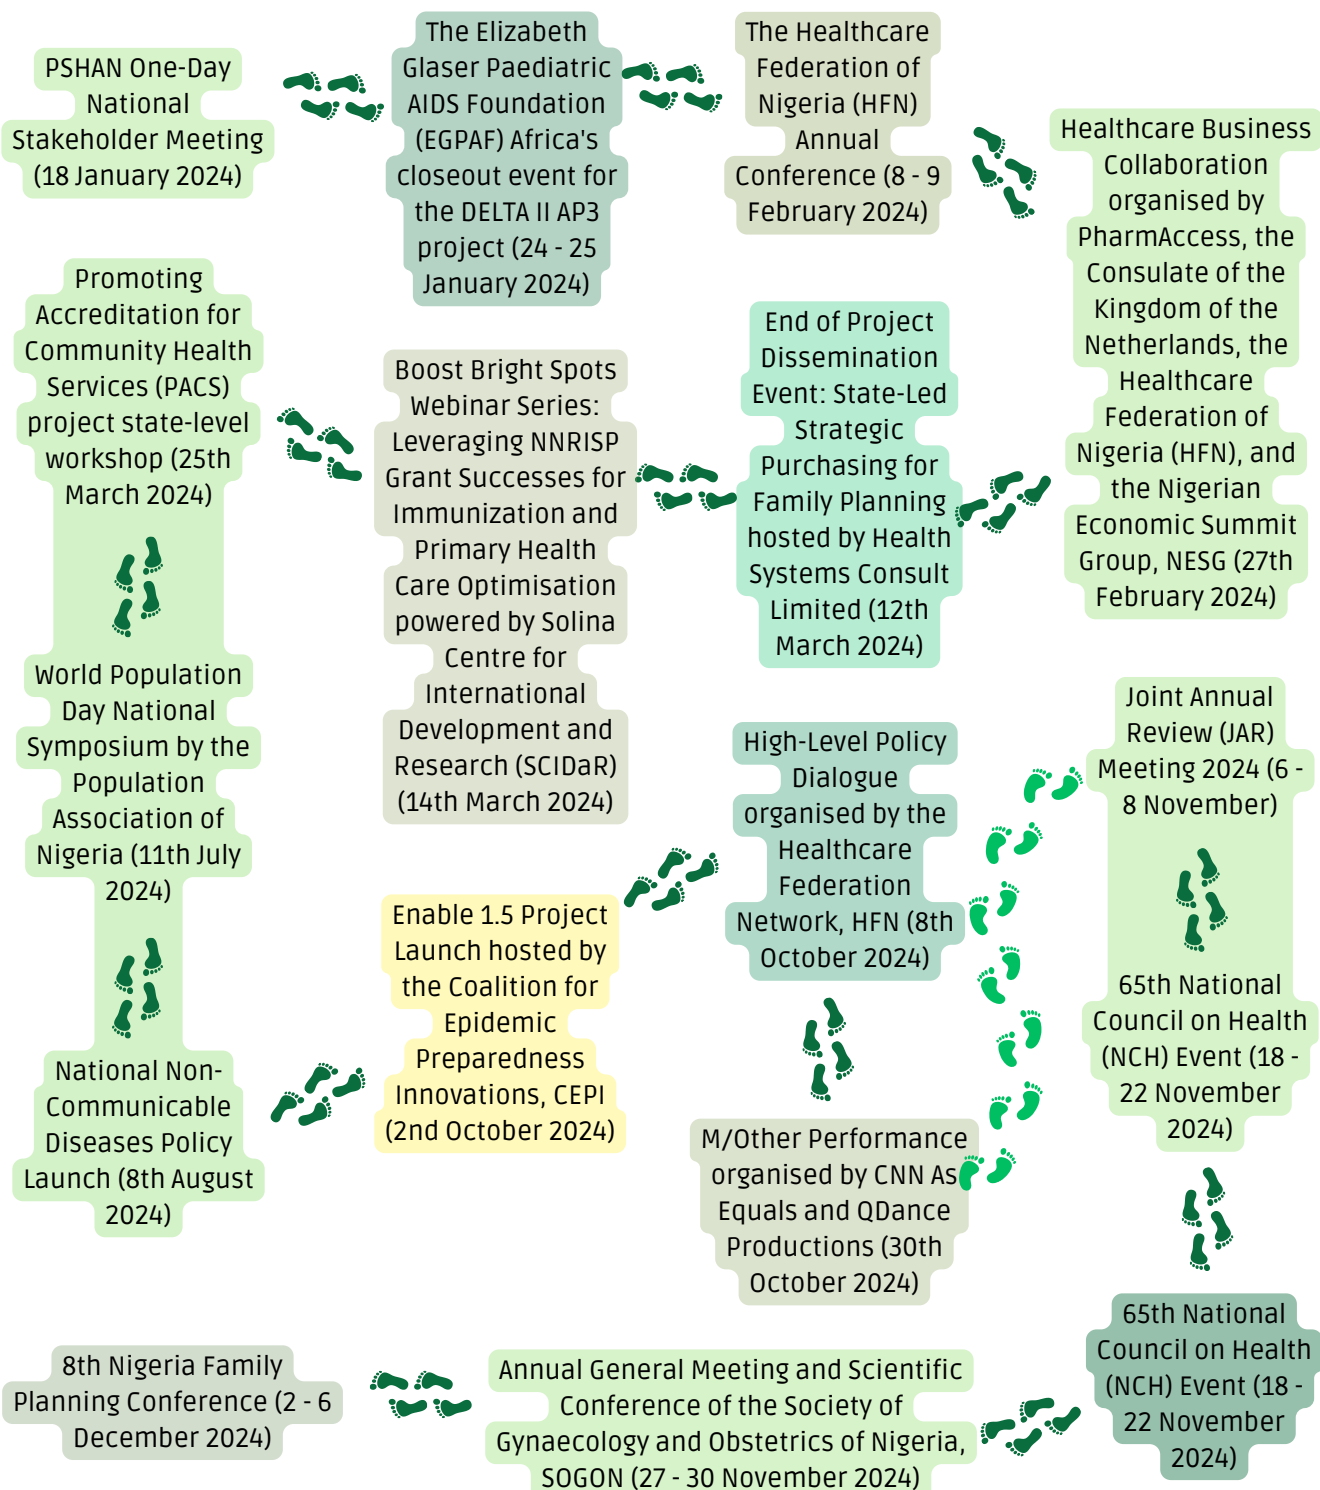 PSHAN One-Day
National
Stakeholder Meeting
(18 January 2024)
The Elizabeth
Glaser Paediatric
AIDS Foundation
(EGPAF) Africa's
closeout event for
the DELTA II AP3
project (24 - 25
January 2024)
The Healthcare
Federation of
Nigeria (HFN)
Annual
Conference (8 - 9
February 2024)
Healthcare Business
Collaboration
organised by
PharmAccess, the
Consulate of the
Kingdom of the
Netherlands, the
Healthcare
Federation of
Nigeria (HFN), and
the Nigerian
Economic Summit
Group, NESG (27th
February 2024)
End of Project
Dissemination
Event: State-Led
Strategic
Purchasing for
Family Planning
hosted by Health
Systems Consult
Limited (12th
March 2024)
Boost Bright Spots
Webinar Series:
Leveraging NNRISP
Grant Successes for
Immunization and
Primary Health
Care Optimisation
powered by Solina
Centre for
International
Development and
Research (SCIDaR)
(14th March 2024)
Promoting
Accreditation for
Community Health
Services (PACS)
project state-level
workshop (25th
March 2024)
World Population
Day National
Symposium by the
Population
Association of
Nigeria (11th July
2024)
National Non-
Communicable
Diseases Policy
Launch (8th August
2024)
Enable 1.5 Project
Launch hosted by
the Coalition for
Epidemic
Preparedness
Innovations, CEPI
(2nd October 2024)
High-Level Policy
Dialogue
organised by the
Healthcare
Federation
Network, HFN (8th
October 2024)
M/Other Performance
organised by CNN As
Equals and QDance
Productions (30th
October 2024)
Joint Annual
Review (JAR)
Meeting 2024 (6 -
8 November)
65th National
Council on Health
(NCH) Event (18 -
22 November
2024)
65th National
Council on Health
(NCH) Event (18 -
22 November
2024)
Annual General Meeting and Scientific
Conference of the Society of
Gynaecology and Obstetrics of Nigeria,
SOGON (27 - 30 November 2024)
8th Nigeria Family
Planning Conference (2 - 6
December 2024)